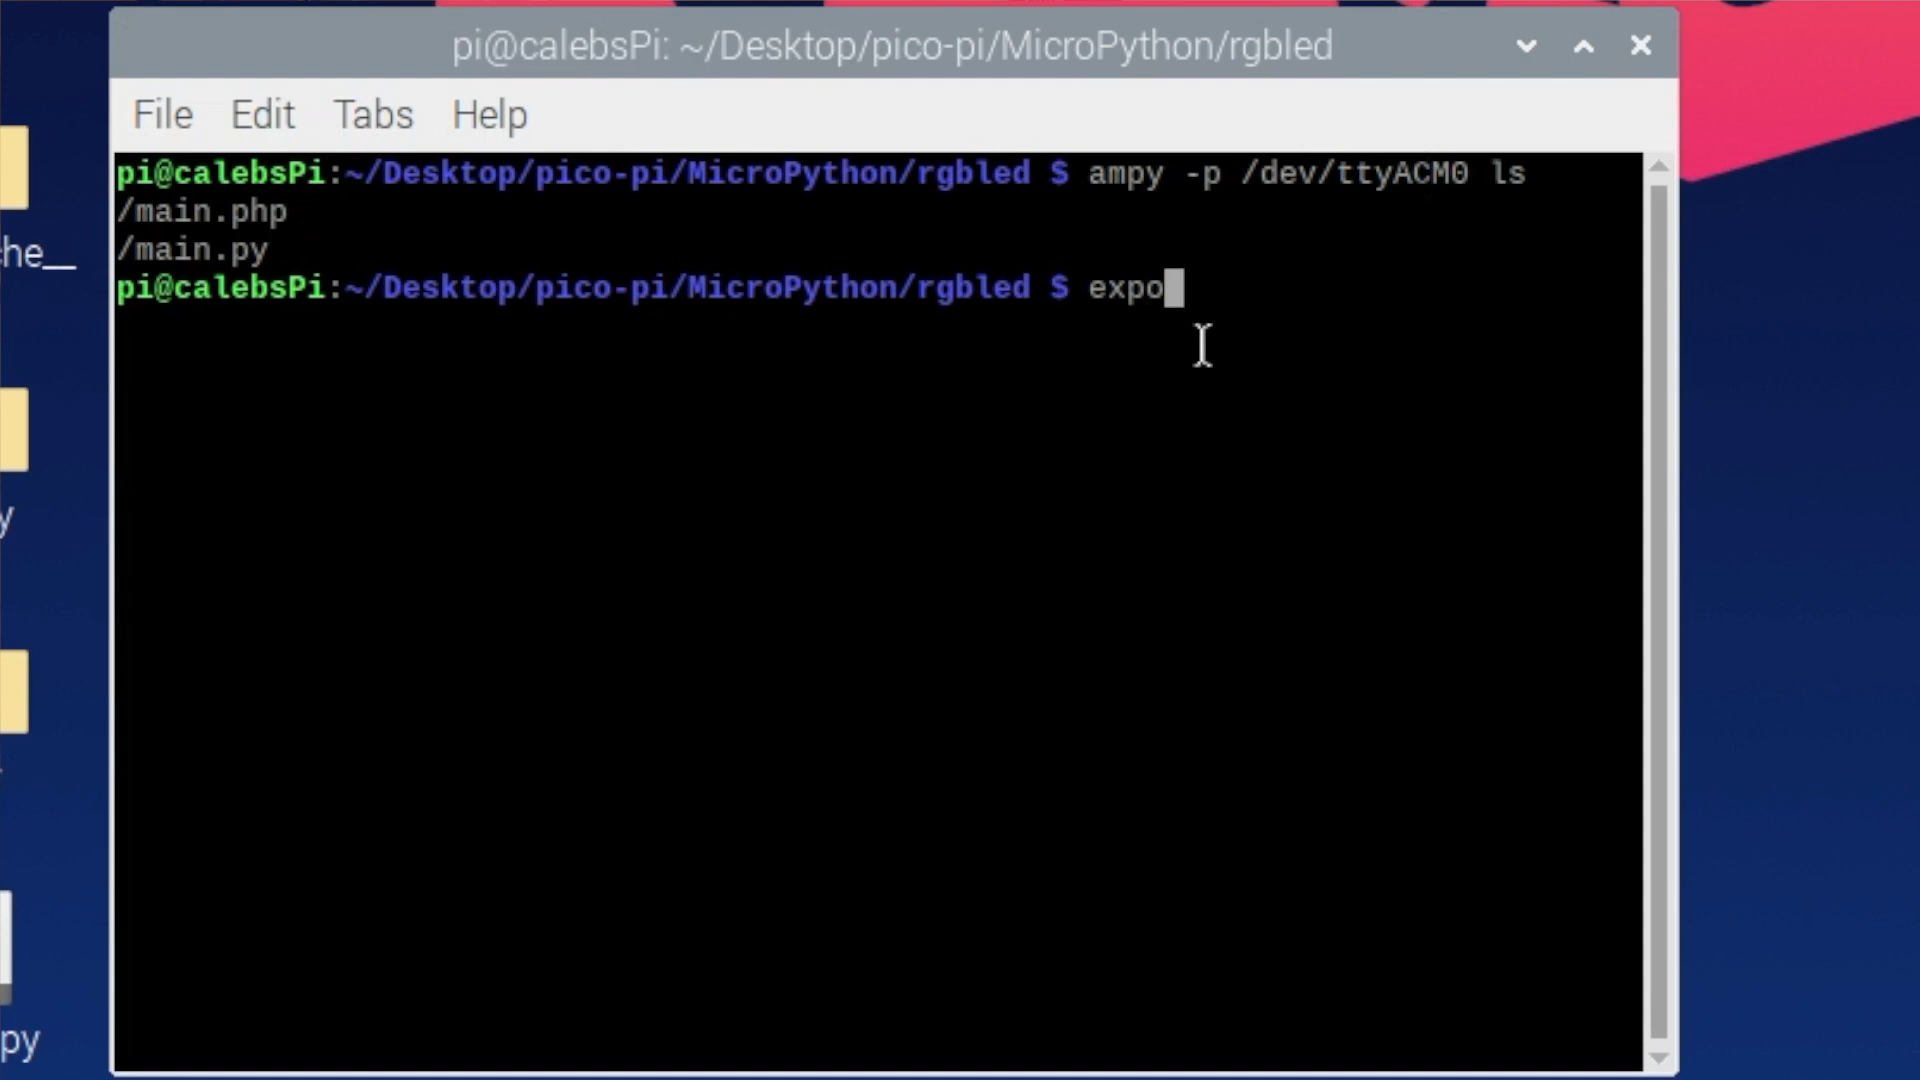 pi@calebsPi: ~/Desktop/pico-pi/MicroPython/rgbled
File Edit Tabs Help
pi@calebsPi:~/Desktop/pico-pi/MicroPython/rgbled $ ampy -p /dev/ttyACM0 ls
/main.php
/main.py
pi@calebsPi:~/Desktop/pico-pi/MicroPython/rgbled $ expo
che__
y
py